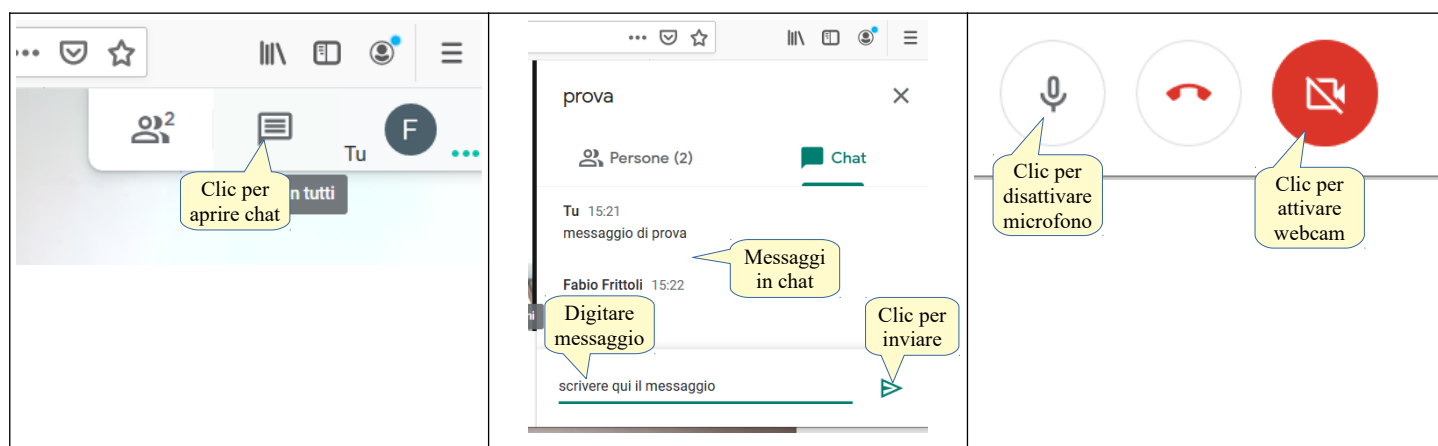 2
F
Tu
Clic per
aprire chat
n tutti
prova
Persone (2)
Chat
Tu 15:21
messaggio di prova
Messaggi
in chat
Fabio Frittoli 15:22
ni
Digitare
messaggio
Clic per
inviare
scrivere qui il messaggio
Clic per
disattivare
microfono
Clic per
attivare
webcam